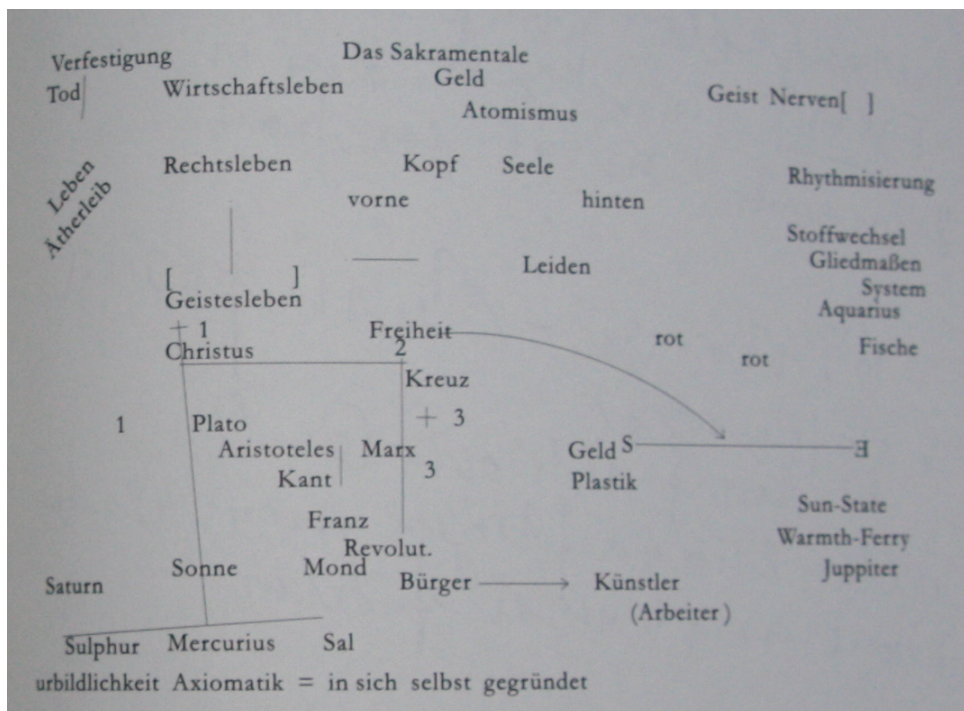 Das Sakramentale
Verfestigung
Tod Wirtschaftsleben Geld
Atomismus Geist Nerven[ ]
Rechtsleben Kopf Seele
Leben
Ätherleib
Rhythmisierung
vorne hinten
Stoffwechsel
Gliedmaßen
[ ] Leiden
System
Geistesleben
Aquarius
+ 1 Freiheit
2
rot
Christus rot Fische
Kreuz
1 Plato + 3
Aristoteles Marx Geld S E
Kant 3 Plastik
Sun-State
Franz
Warmth-Ferry
Revolut.
Sonne Mond Juppiter
Saturn Bürger Künstler
(Arbeiter)
Sulphur Mercurius Sal
urbildlichkeit Axiomatik = in sich selbst gegründet